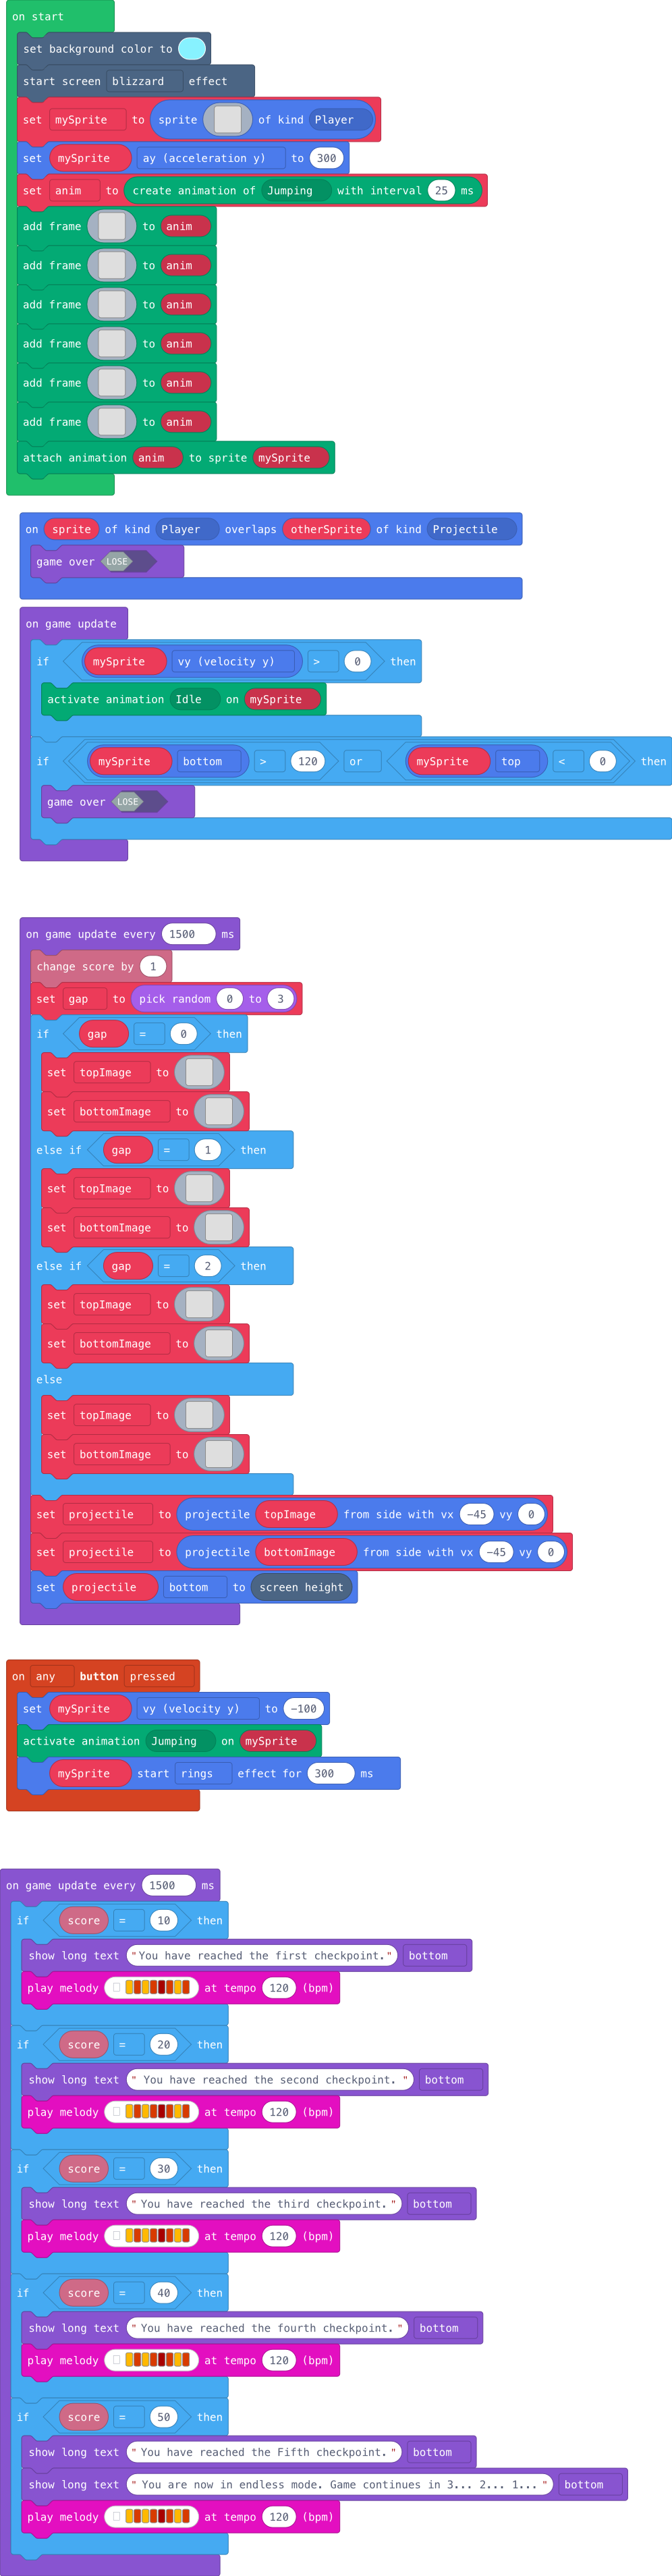 on start
set background color to
start screen blizzard effect
set mySprite to sprite of kind Player
set mySprite ay (acceleration y) to 300
set anim to create animation of Jumping with interval 25 ms
add frame to anim
add frame to anim
add frame to anim
add frame to anim
add frame to anim
add frame to anim
attach animation anim to sprite mySprite
on sprite of kind Player overlaps otherSprite of kind Projectile
game over LOSE
on game update
if mySprite vy (velocity y) > 0 then
activate animation Idle on mySprite
if mySprite bottom > 120 or mySprite top < 0 then
game over LOSE
on game update every 1500 ms
change score by 1
set gap to pick random 0 to 3
if gap = 0 then
set topImage to
set bottomImage to
else if gap = 1 then
set topImage to
set bottomImage to
else if gap = 2 then
set topImage to
set bottomImage to
else
set topImage to
set bottomImage to
set projectile to projectile topImage from side with vx -45 vy 0
set projectile to projectile bottomImage from side with vx -45 vy 0
set projectile bottom to screen height
on any button pressed
set mySprite vy (velocity y) to -100
activate animation Jumping on mySprite
mySprite start rings effect for 300 ms
on game update every 1500 ms
if score = 10 then
show long text "You have reached the first checkpoint." bottom
play melody at tempo 120 (bpm)
if score = 20 then
show long text " You have reached the second checkpoint. " bottom
play melody at tempo 120 (bpm)
if score = 30 then
show long text " You have reached the third checkpoint. " bottom
play melody at tempo 120 (bpm)
if score = 40 then
show long text " You have reached the fourth checkpoint. " bottom
play melody at tempo 120 (bpm)
if score = 50 then
show long text " You have reached the Fifth checkpoint. " bottom
show long text " You are now in endless mode. Game continues in 3... 2... 1... " bottom
play melody at tempo 120 (bpm)